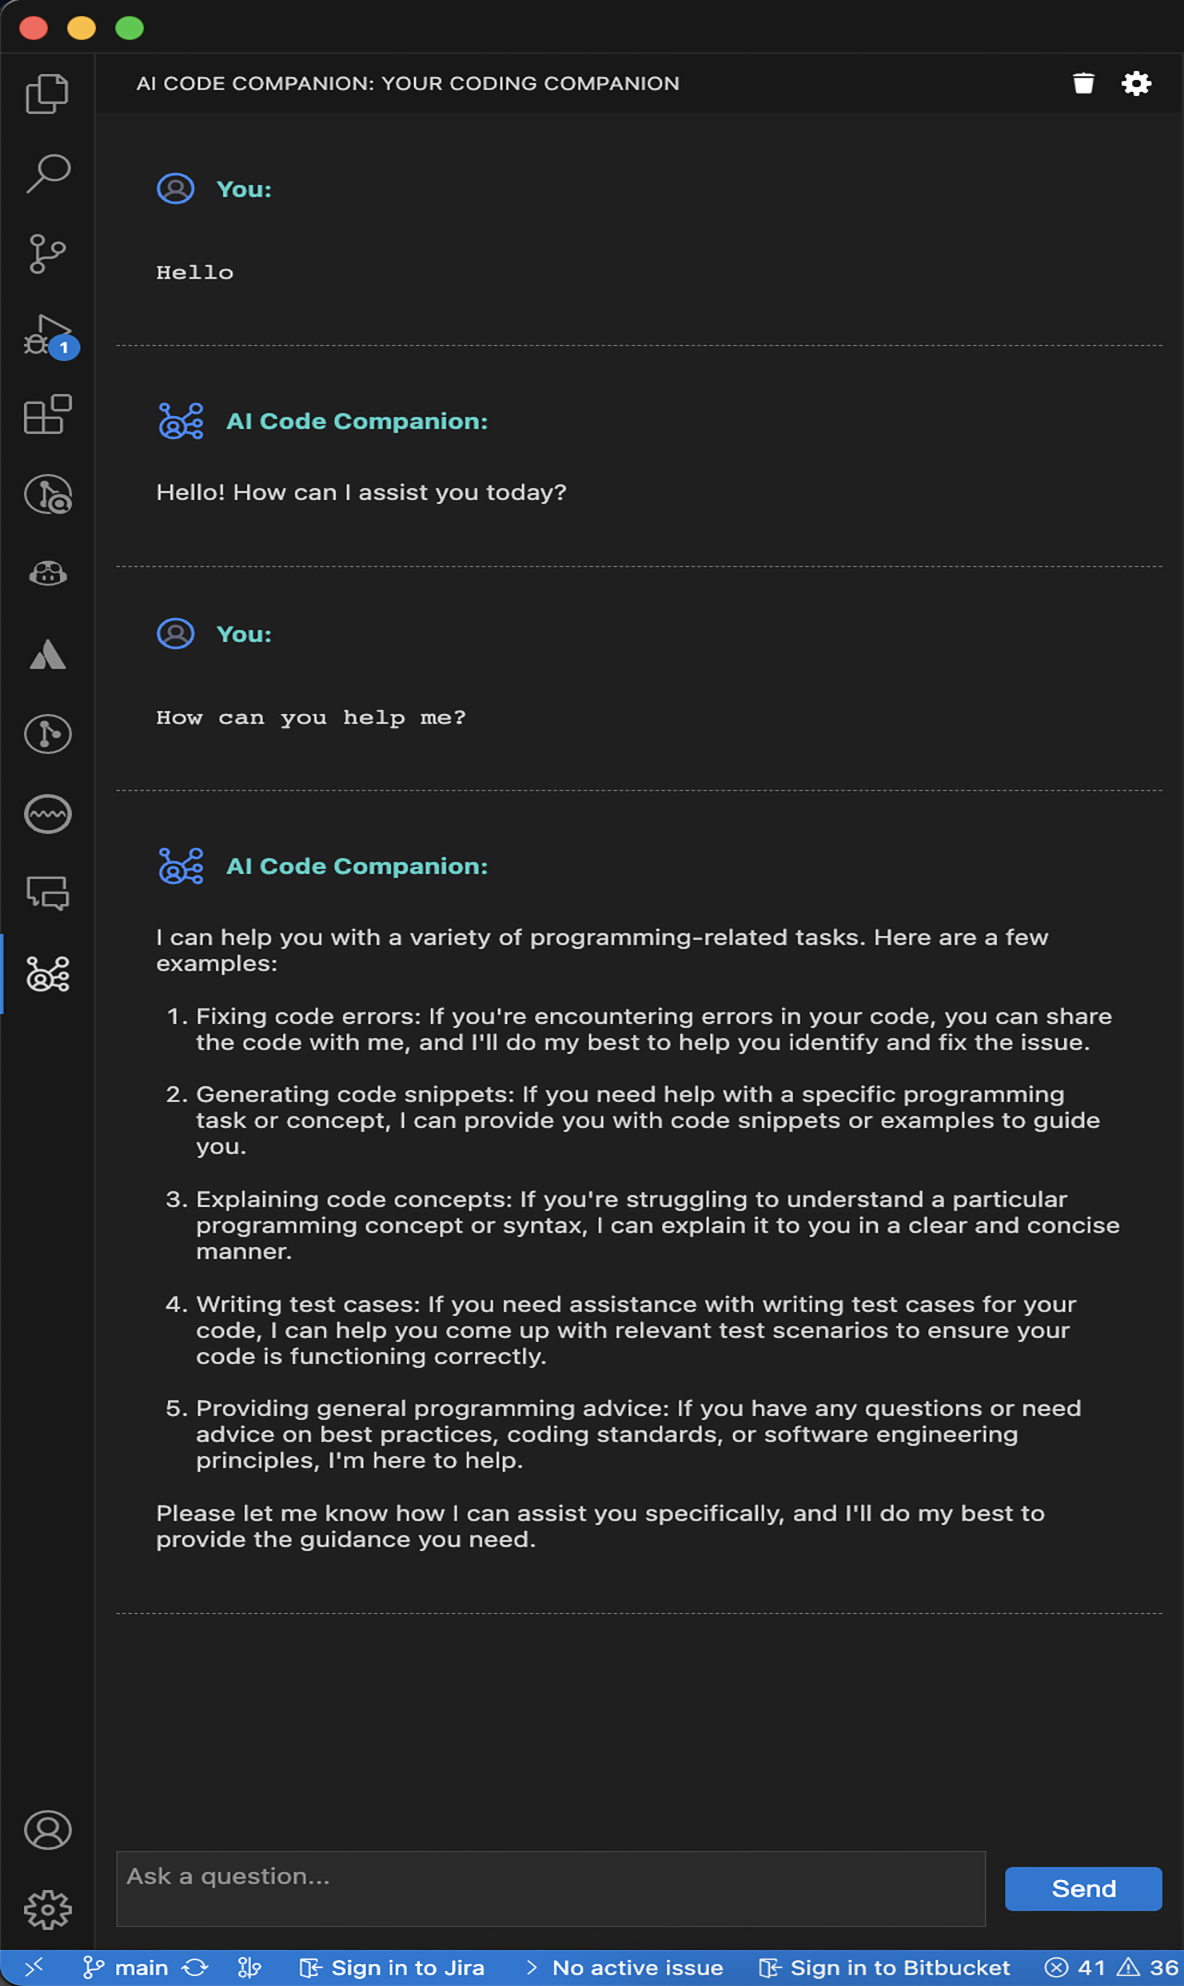 AI CODE COMPANION: YOUR CODING COMPANION
You:
Hello
1
AI Code Companion:
Hello! How can I assist you today?
You:
How can you help me?
AI Code Companion:
I can help you with a variety of programming-related tasks. Here are a few
examples:
1. Fixing code errors: If you're encountering errors in your code, you can share
the code with me, and I'll do my best to help you identify and fix the issue.
2. Generating code snippets: If you need help with a specific programming
task or concept, I can provide you with code snippets or examples to guide
you.
3. Explaining code concepts: If you're struggling to understand a particular
programming concept or syntax, I can explain it to you in a clear and concise
manner.
4. Writing test cases: If you need assistance with writing test cases for your
code, I can help you come up with relevant test scenarios to ensure your
code is functioning correctly.
5. Providing general programming advice: If you have any questions or need
advice on best practices, coding standards, or software engineering
principles, I'm here to help.
Please let me know how I can assist you specifically, and I'll do my best to
provide the guidance you need.
Ask a question...
Send
main Sign in to Jira No active issue Sign in to Bitbucket 41 36